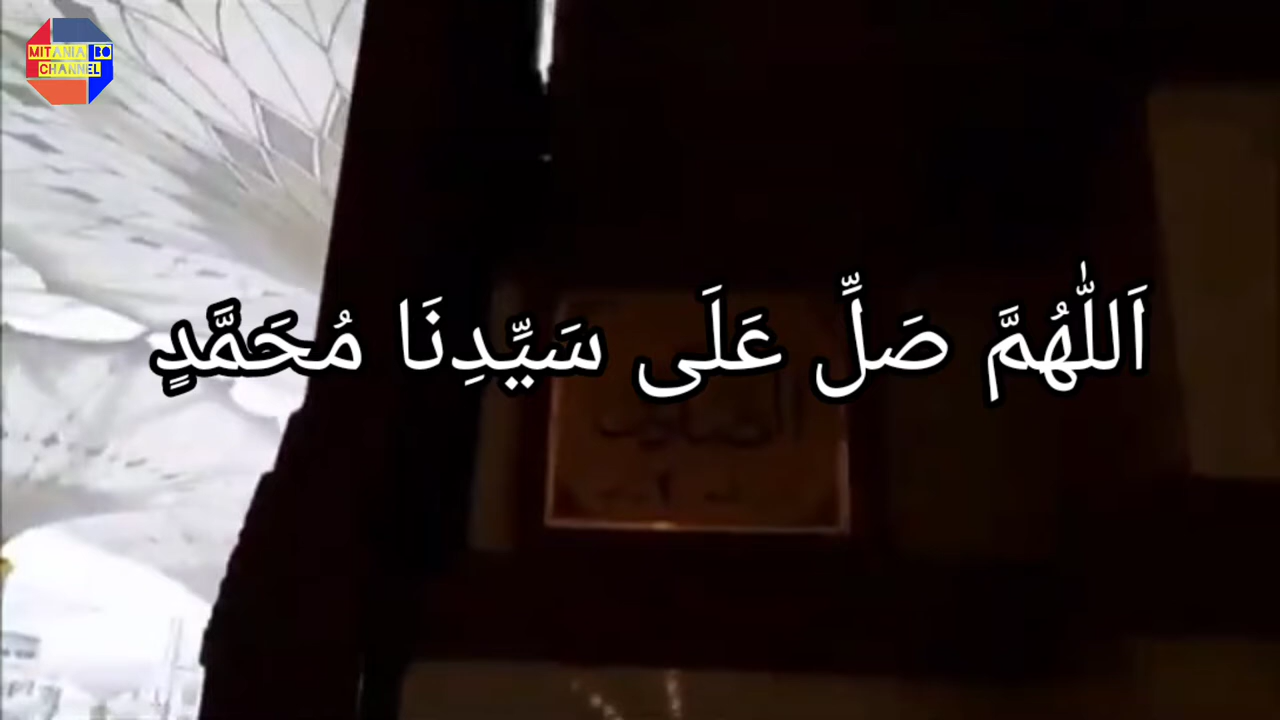 MITANIA BO
CHANNEL
اَللّٰهُمَّ صَلِّ عَلَى سَيِّدِنَا مُحَمَّدٍ